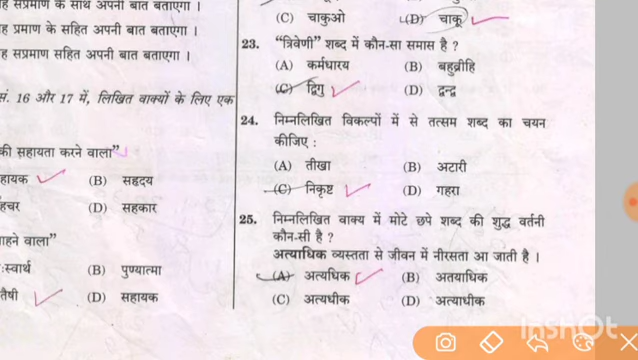 ह सप्रमाण के साथ अपनी बात बताएगा ।
ह प्रमाण के सहित अपनी बात बताएगा ।
ह सप्रमाण सहित अपनी बात बताएगा ।
सं. 16 और 17 में, लिखित वाक्यों के लिए एक
की सहायता करने वाला”
हायक
(B) सहृदय
हचर
(D) सहकार
ाहने वाला”
:स्वार्थ
(B) पुण्यात्मा
तैषी
(D) सहायक
(C) चाकुओ
(D) चाकू
23. “त्रिवेणी” शब्द में कौन-सा समास है ?
(A) कर्मधारय
(B) बहुव्रीहि
(C) द्विगु
(D) द्वन्द्व
24. निम्नलिखित विकल्पों में से तत्सम शब्द का चयन
कीजिए :
(A) तीखा
(B) अटारी
(C) निकृष्ट
(D) गहरा
25. निम्नलिखित वाक्य में मोटे छपे शब्द की शुद्ध वर्तनी
कौन-सी है ?
अत्याधिक व्यस्तता से जीवन में नीरसता आ जाती है ।
(A) अत्यधिक
(B) अतयाधिक
(C) अत्यधीक
(D) अत्याधीक
InShOt